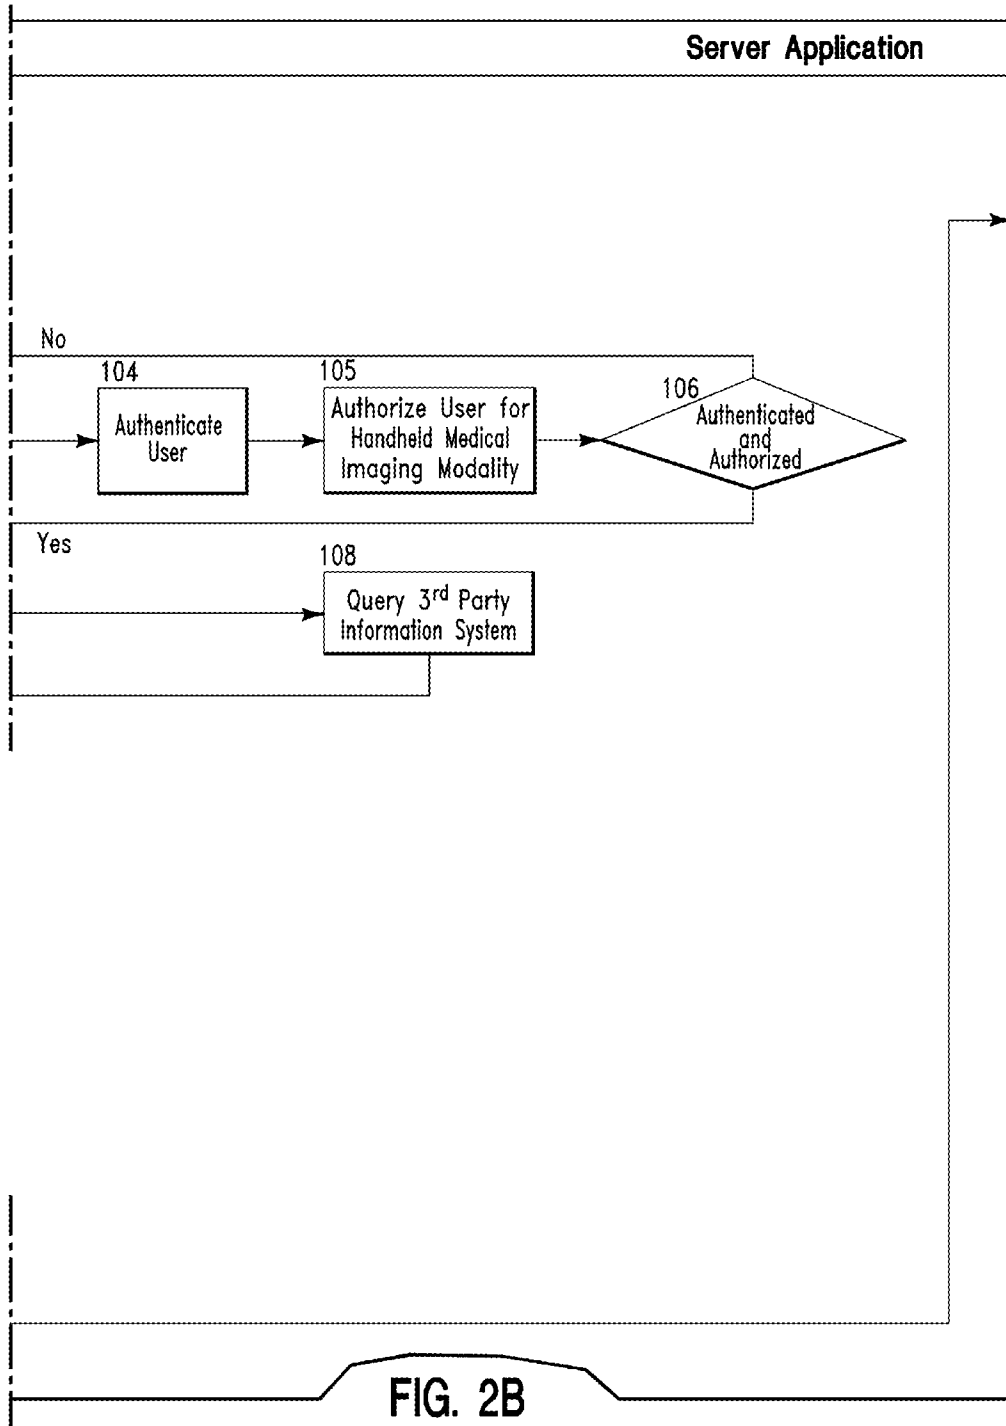 Server Application
No
104
Authenticate
User
105
Authorize User for
Handheld Medical
Imaging Modality
106
Authenticated
and
Authorized
Yes
108
Query 3rd Party
Information System
FIG. 2B